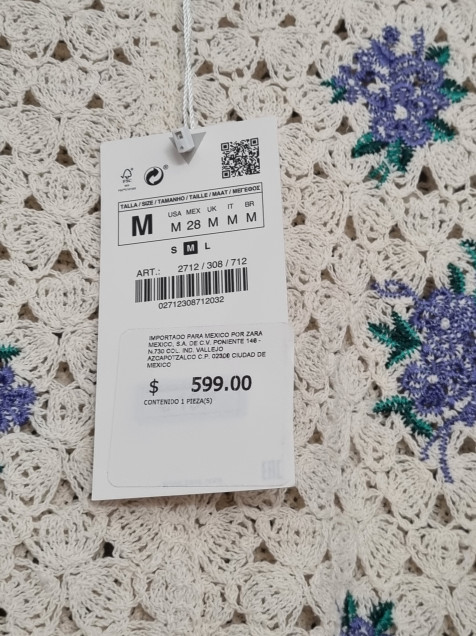 FSC
TALLA / SIZE / TAMANHO / TAILLE / MAAT / ΜΕΓΕΘΟΣ
M
USA MEX UK IT BR
M 28 M M M
S M L
ART.: 2712 / 308 / 712
02712308712032
IMPORTADO PARA MEXICO POR ZARA
MEXICO, S.A. DE C.V. PONIENTE 146 -
N.730 COL. IND. VALLEJO
AZCAPOTZALCO C.P. 02300 CIUDAD DE
MEXICO
$ 599.00
CONTENIDO 1 PIEZA(S)